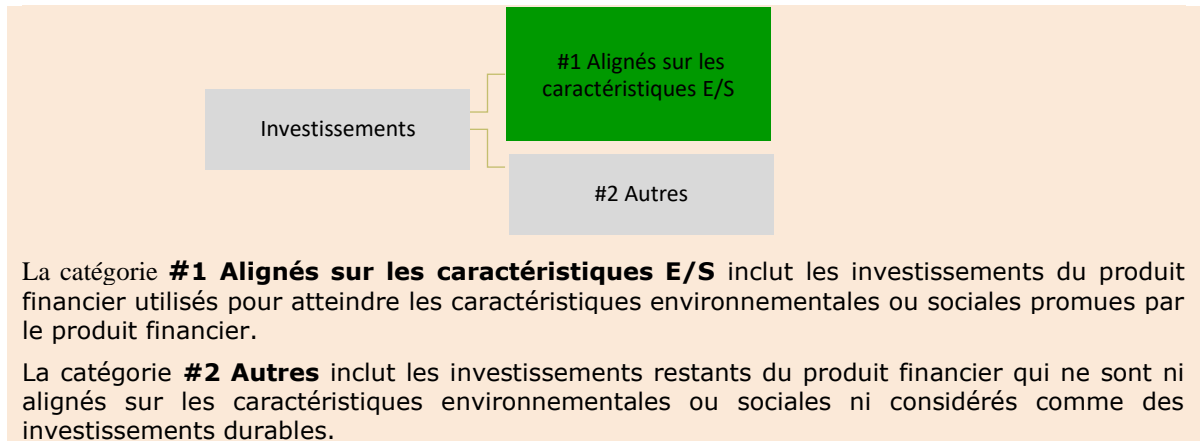 #1 Alignés sur les
caractéristiques E/S
Investissements
#2 Autres
La catégorie #1 Alignés sur les caractéristiques E/S inclut les investissements du produit
financier utilisés pour atteindre les caractéristiques environnementales ou sociales promues par
le produit financier.
La catégorie #2 Autres inclut les investissements restants du produit financier qui ne sont ni
alignés sur les caractéristiques environnementales ou sociales ni considérés comme des
investissements durables.